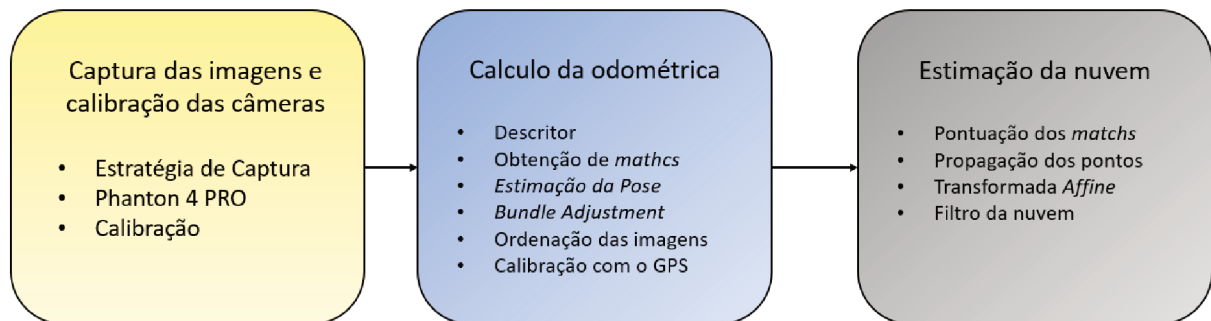 Captura das imagens e
calibração das câmeras
• Estratégia de Captura
• Phanton 4 PRO
• Calibração
Calculo da odométrica
• Descritor
• Obtenção de mathcs
• Estimação da Pose
• Bundle Adjustment
• Ordenação das imagens
• Calibração com o GPS
Estimação da nuvem
• Pontuação dos matchs
• Propagação dos pontos
• Transformada Affine
• Filtro da nuvem